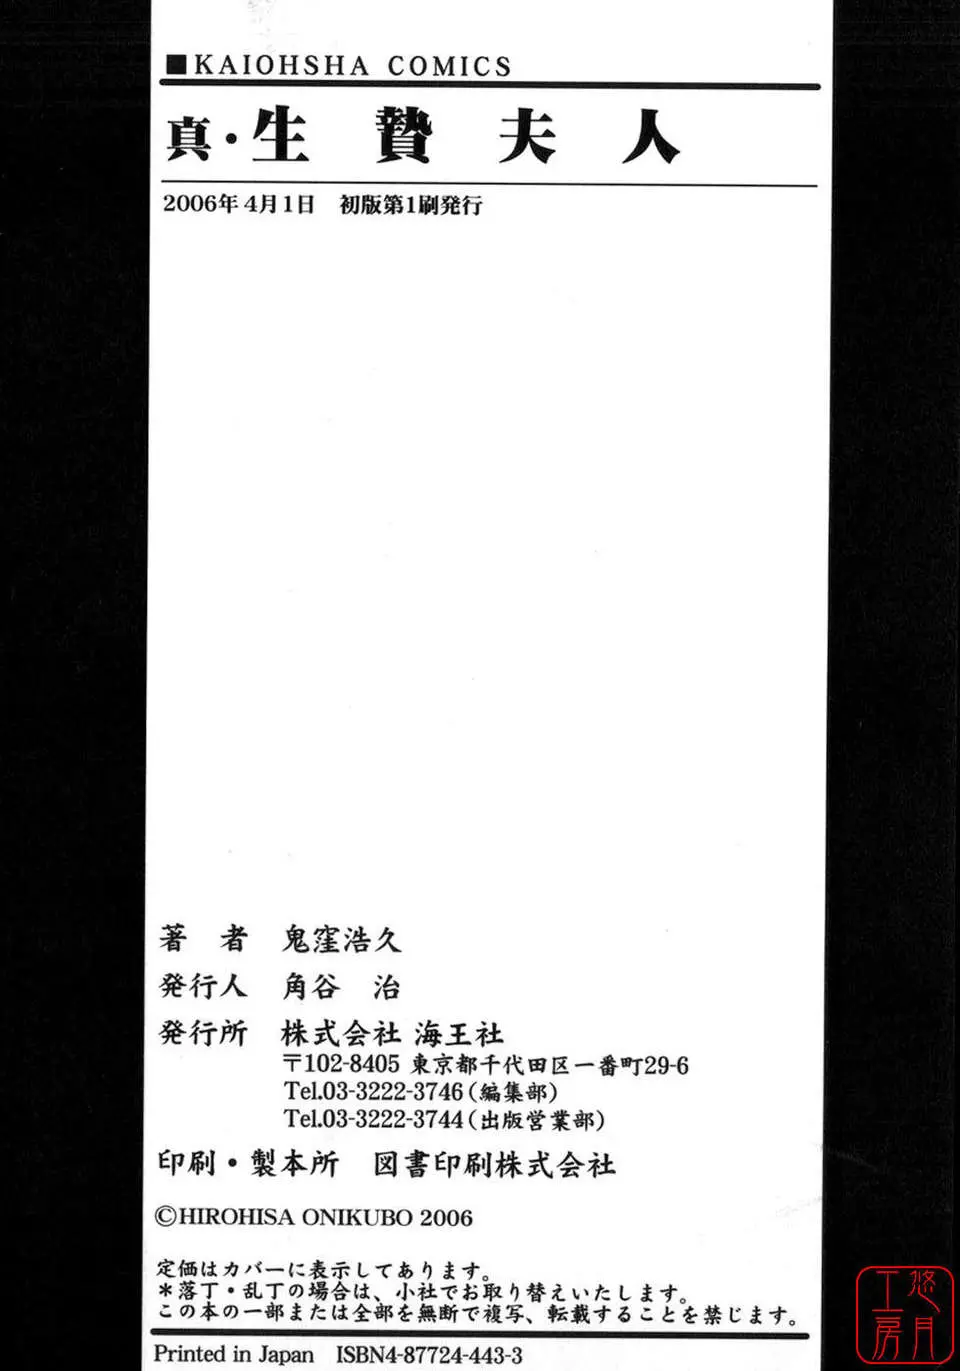 ■KAIOHSHA COMICS
真・生贄夫人
2006年4月1日　初版第1刷発行
著　者　鬼窪浩久
発行人　角谷　治
発行所　株式会社 海王社
〒102-8405 東京都千代田区一番町29-6
Tel.03-3222-3746(編集部)
Tel.03-3222-3744(出版営業部)
印刷・製本所　図書印刷株式会社
©HIROHISA ONIKUBO 2006
定価はカバーに表示してあります。
*落丁・乱丁の場合は、小社でお取り替えいたします。
この本の一部または全部を無断で複写、転載することを禁じます。
Printed in Japan　ISBN4-87724-443-3
悠月
工房